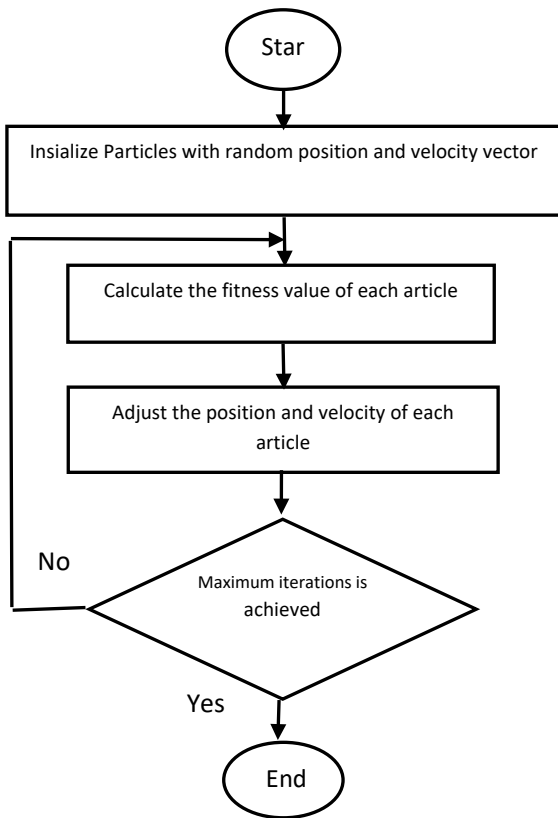 Star
Insialize Particles with random position and velocity vector
Calculate the fitness value of each article
Adjust the position and velocity of each
article
No
Maximum iterations is
achieved
Yes
End